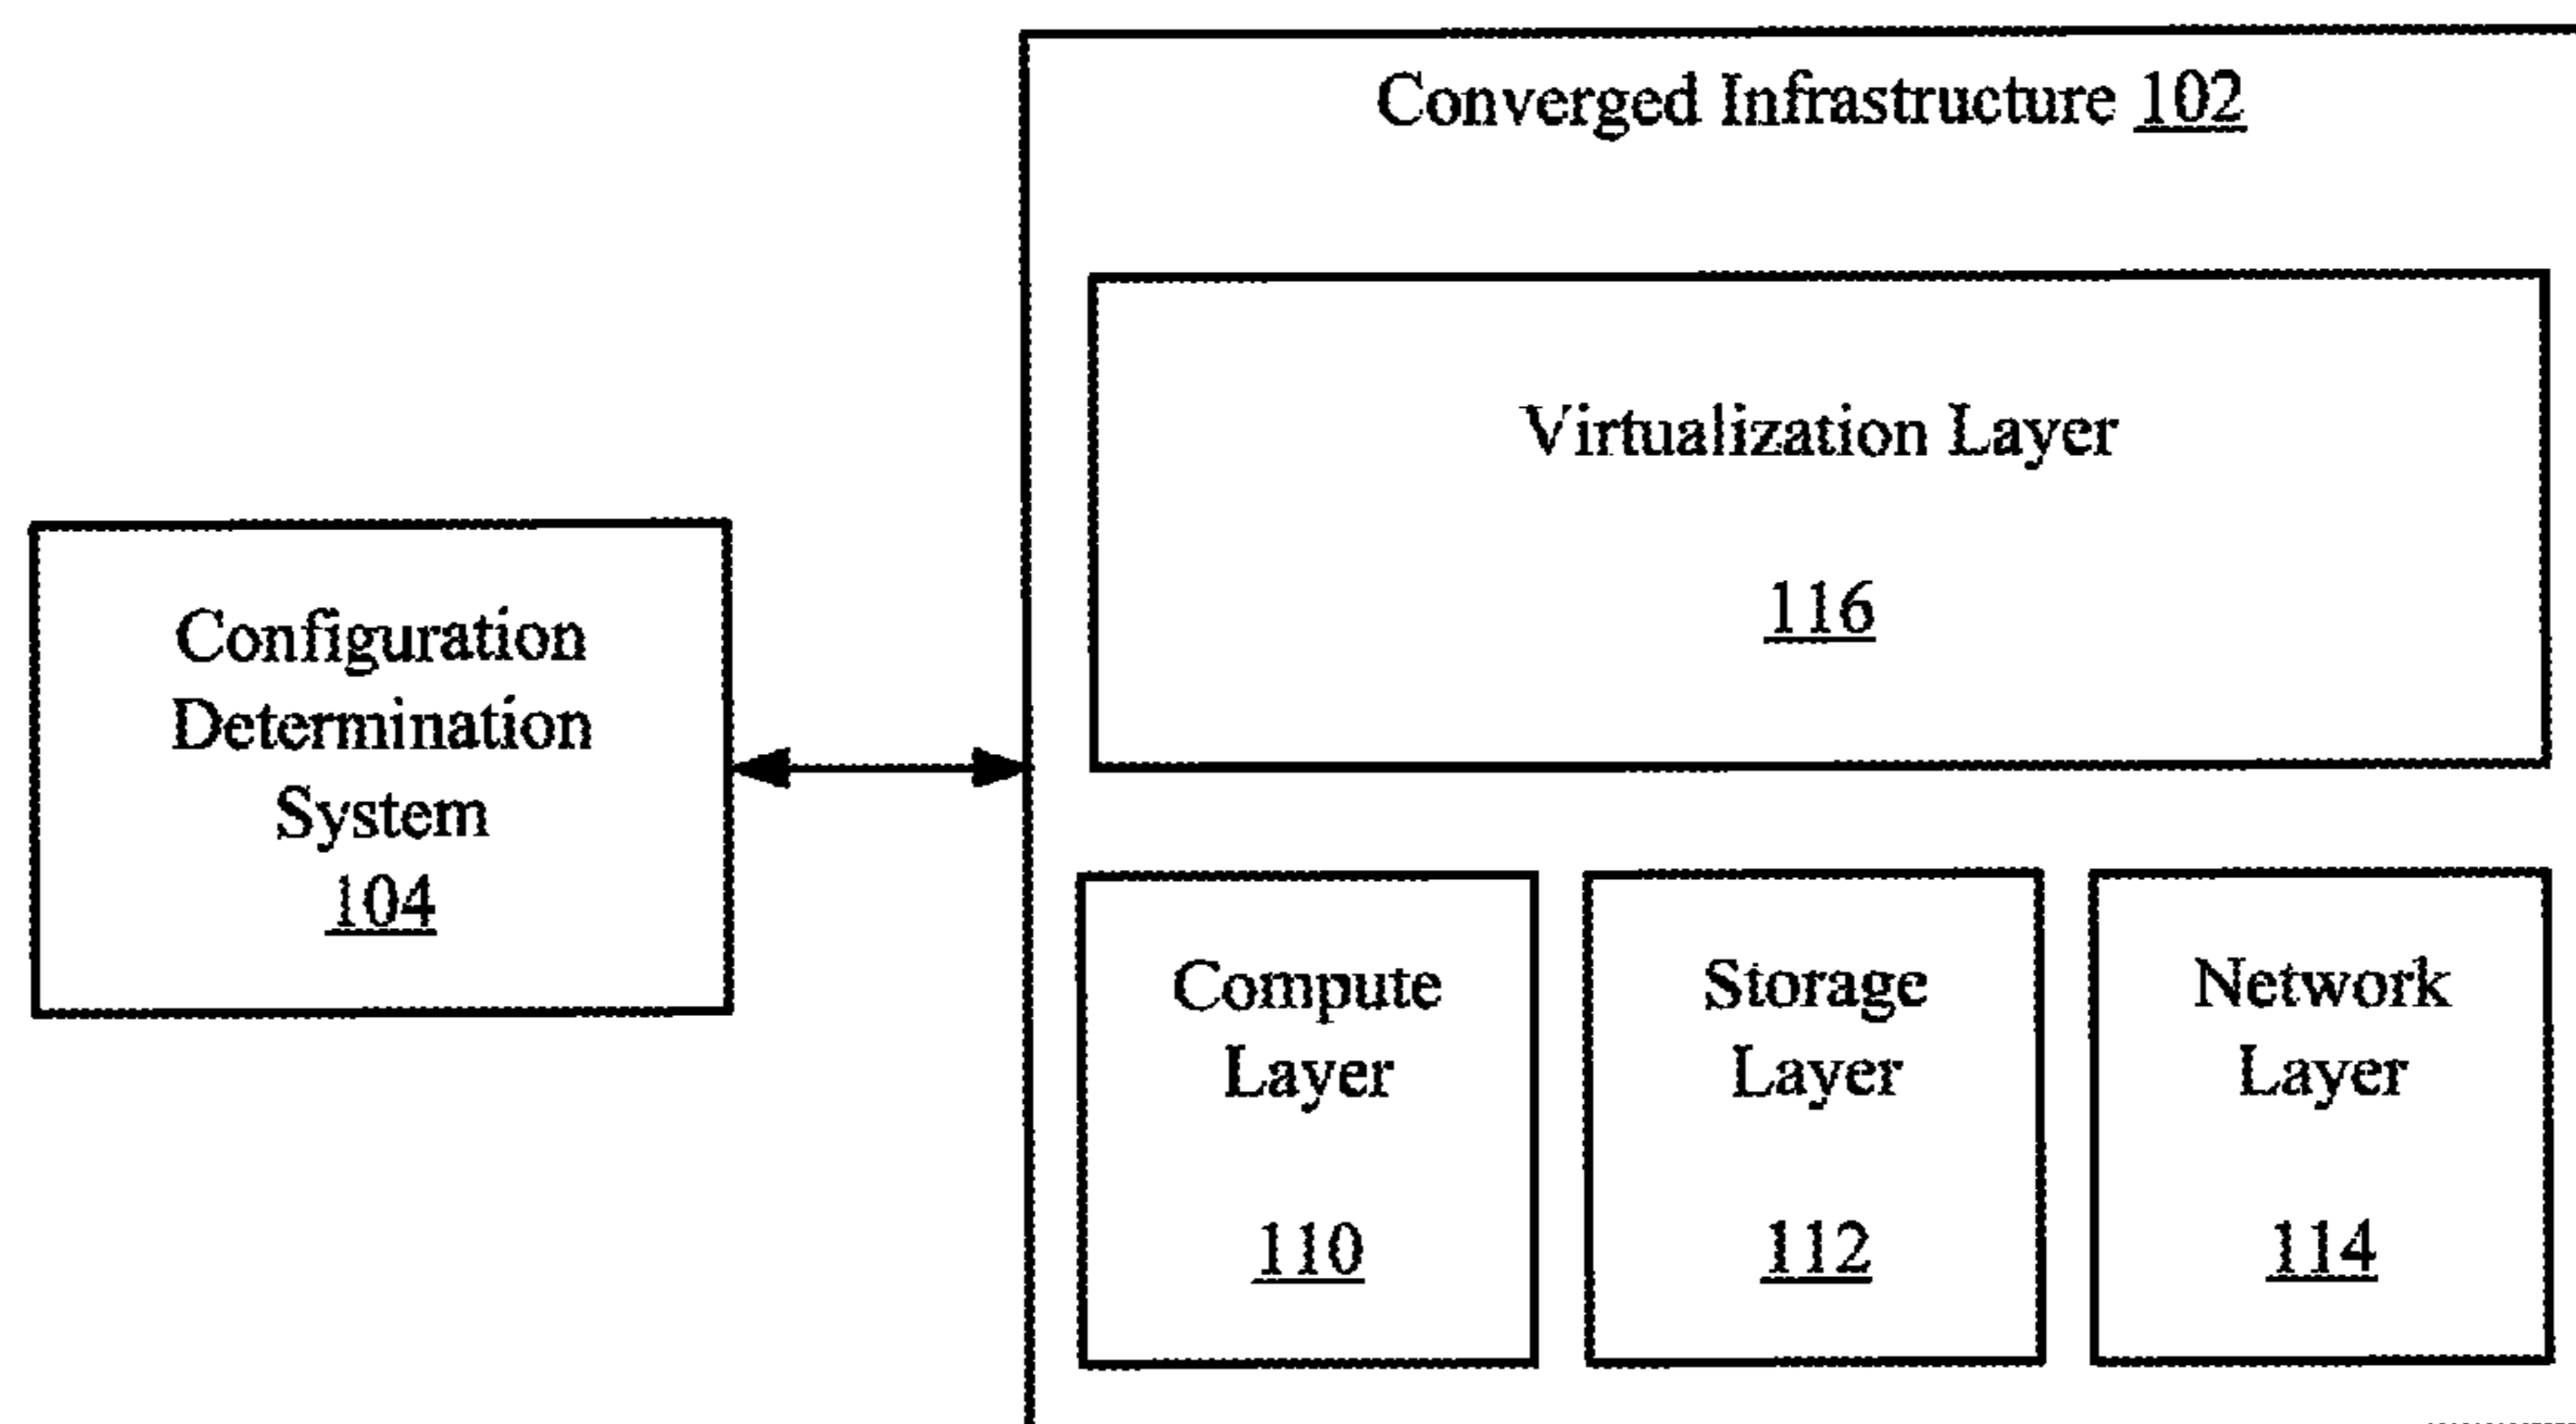 Converged Infrastructure 102
Virtualization Layer
116
Configuration
Determination
System
104
Compute
Layer
110
Storage
Layer
112
Network
Layer
114